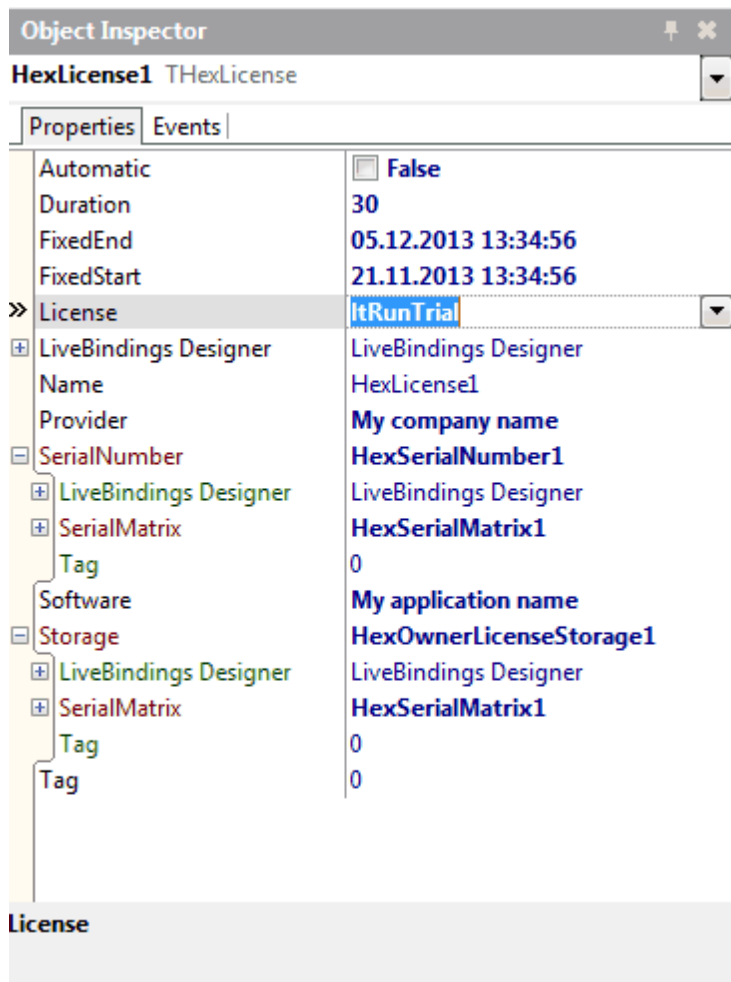 Object Inspector
HexLicense1 THexLicense
Properties Events
Automatic False
Duration 30
FixedEnd 05.12.2013 13:34:56
FixedStart 21.11.2013 13:34:56
License ltRunTrial
LiveBindings Designer LiveBindings Designer
Name HexLicense1
Provider My company name
SerialNumber HexSerialNumber1
LiveBindings Designer LiveBindings Designer
SerialMatrix HexSerialMatrix1
Tag 0
Software My application name
Storage HexOwnerLicenseStorage1
LiveBindings Designer LiveBindings Designer
SerialMatrix HexSerialMatrix1
Tag 0
Tag 0
License